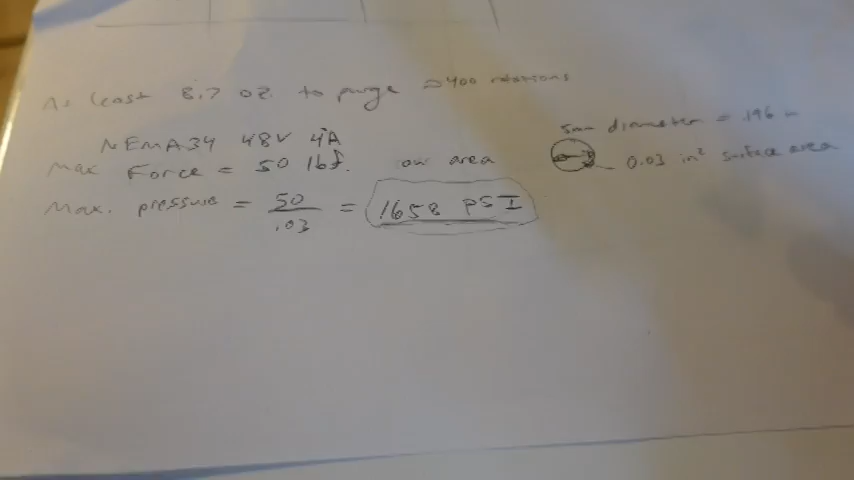 At least 8.7 oz. to purge ≈ 400 rotations
NEMA34 48V 4A
Max Force = 50 lbf. our area
5mm diameter = .196 in
0.03 in² surface area
Max. pressure = 50/.03 = 1658 PSI